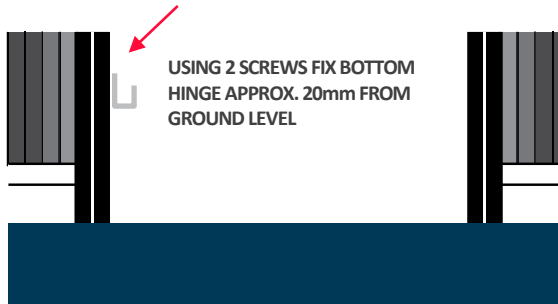 USING 2 SCREWS FIX BOTTOM
HINGE APPROX. 20mm FROM
GROUND LEVEL